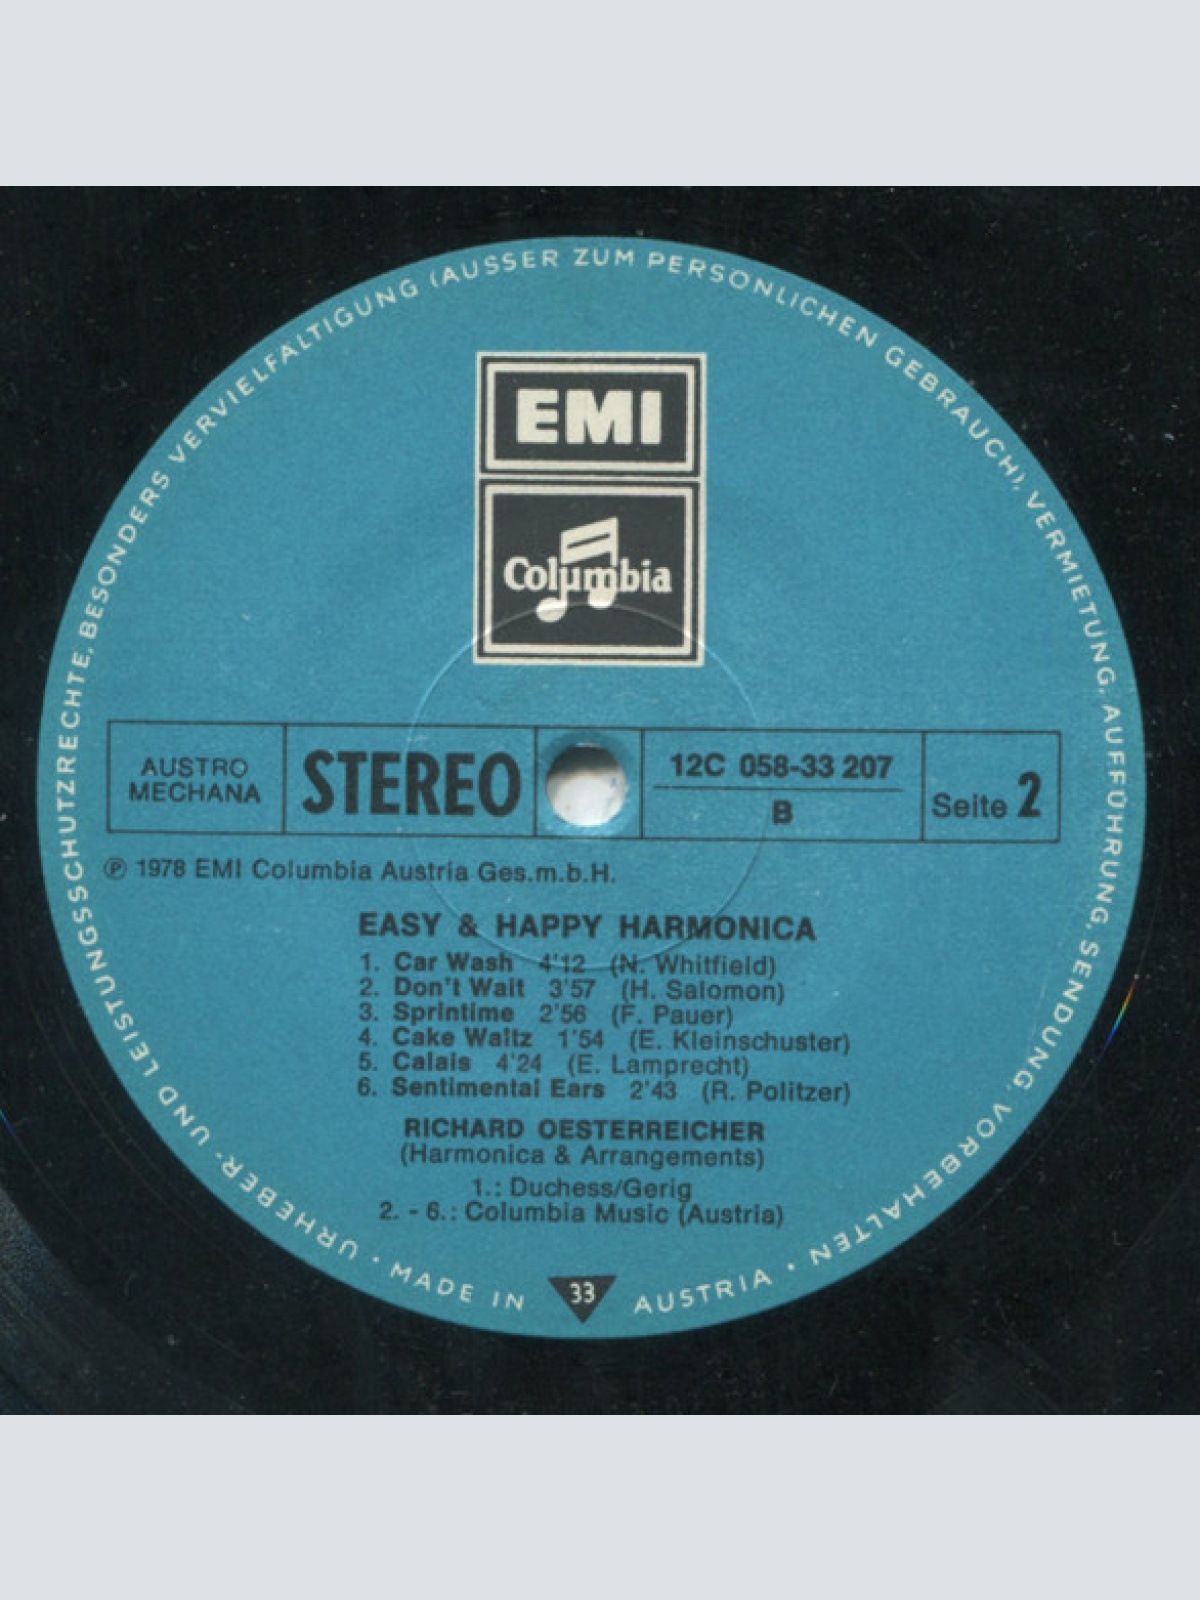 URHEBER- UND LEISTUNGSSCHUTZRECHTE, BESONDERS VERVIELFÄLTIGUNG (AUSSER ZUM PERSÖNLICHEN GEBRAUCH), VERMIETUNG, AUFFÜHRUNG, SENDUNG, VORBEHALTEN •
EMI
Columbia
AUSTRO
MECHANA
STEREO
12C 058-33 207
B
Seite 2
℗ 1978 EMI Columbia Austria Ges.m.b.H.
EASY & HAPPY HARMONICA
1. Car Wash 4'12 (N. Whitfield)
2. Don't Wait 3'57 (H. Salomon)
3. Sprintime 2'56 (F. Pauer)
4. Cake Waltz 1'54 (E. Kleinschuster)
5. Calais 4'24 (E. Lamprecht)
6. Sentimental Ears 2'43 (R. Politzer)
RICHARD OESTERREICHER
(Harmonica & Arrangements)
1.: Duchess/Gerig
2. - 6.: Columbia Music (Austria)
• MADE IN 33 AUSTRIA